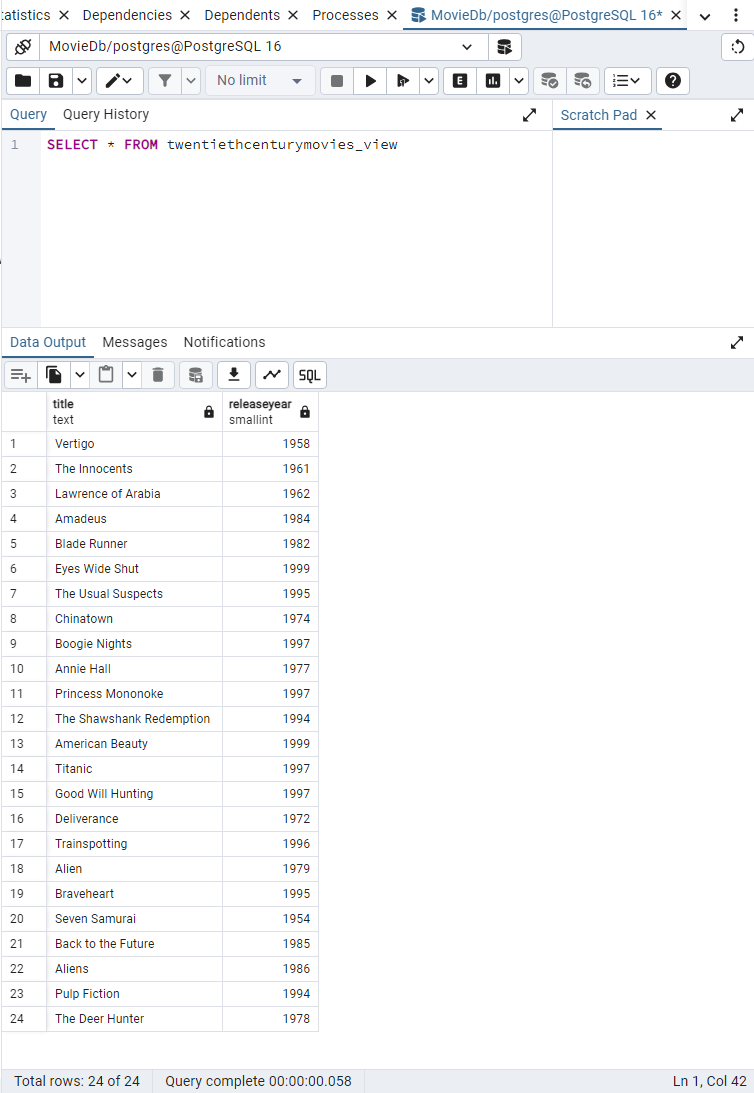 Dependencies Dependents Processes MovieDb/postgres@PostgreSQL 16*
MovieDb/postgres@PostgreSQL 16
No limit E
Query Query History Scratch Pad
1 SELECT * FROM twentiethcenturymovies_view
Data Output Messages Notifications
SQL
title releaseyear
text smallint
1 Vertigo 1958
2 The Innocents 1961
3 Lawrence of Arabia 1962
4 Amadeus 1984
5 Blade Runner 1982
6 Eyes Wide Shut 1999
7 The Usual Suspects 1995
8 Chinatown 1974
9 Boogie Nights 1997
10 Annie Hall 1977
11 Princess Mononoke 1997
12 The Shawshank Redemption 1994
13 American Beauty 1999
14 Titanic 1997
15 Good Will Hunting 1997
16 Deliverance 1972
17 Trainspotting 1996
18 Alien 1979
19 Braveheart 1995
20 Seven Samurai 1954
21 Back to the Future 1985
22 Aliens 1986
23 Pulp Fiction 1994
24 The Deer Hunter 1978
Total rows: 24 of 24 Query complete 00:00:00.058 Ln 1, Col 42